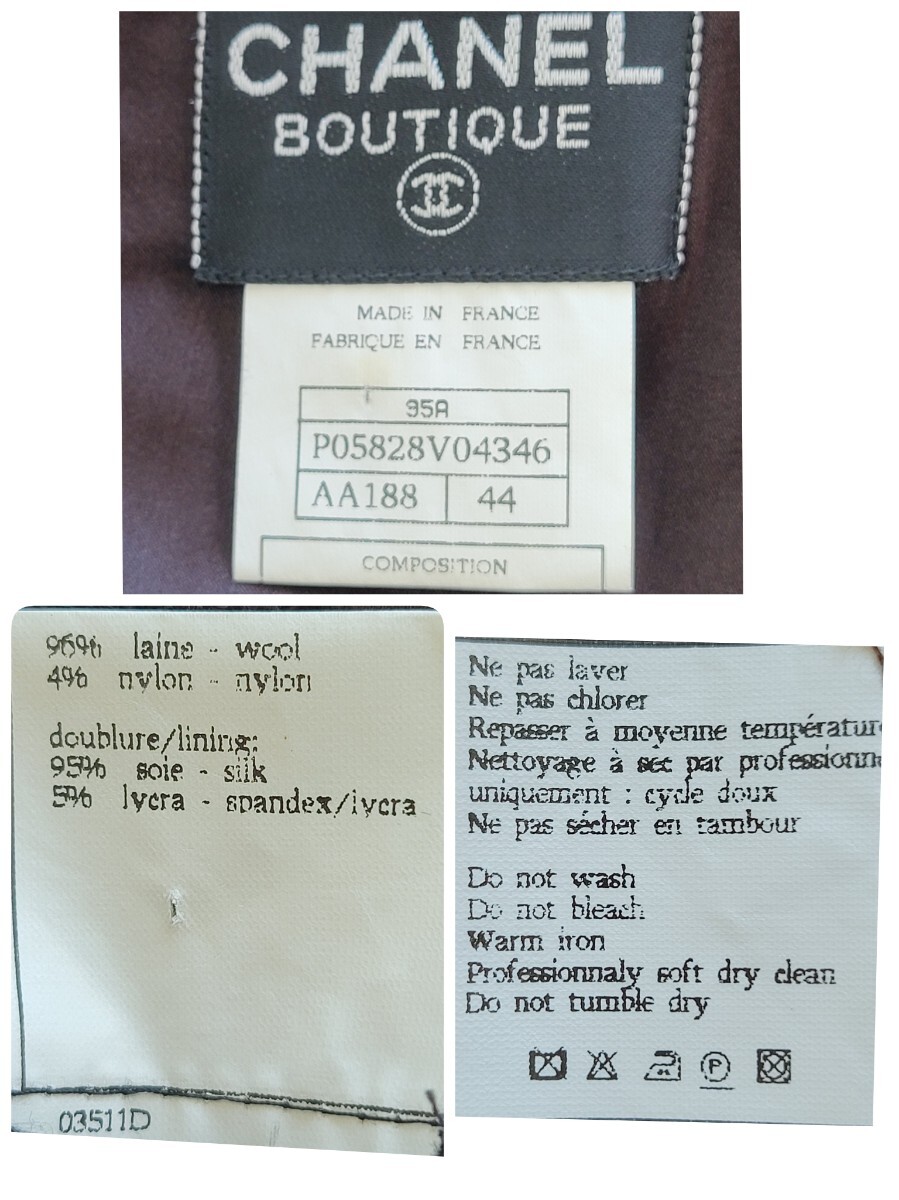 CHANEL
BOUTIQUE
MADE IN FRANCE
FABRIQUE EN FRANCE
95A
P05828V04346
AA188 44
COMPOSITION
96% laine - wool
4% nylon - nylon
doublure/lining:
95% soie - silk
5% lycra - spandex/lycra
03511D
Ne pas laver
Ne pas chlorer
Repasser à moyenne températur
Nettoyage à sec par professionn
uniquement : cycle doux
Ne pas sécher en tambour
Do not wash
Do not bleach
Warm iron
Professionnaly soft dry clean
Do not tumble dry
P